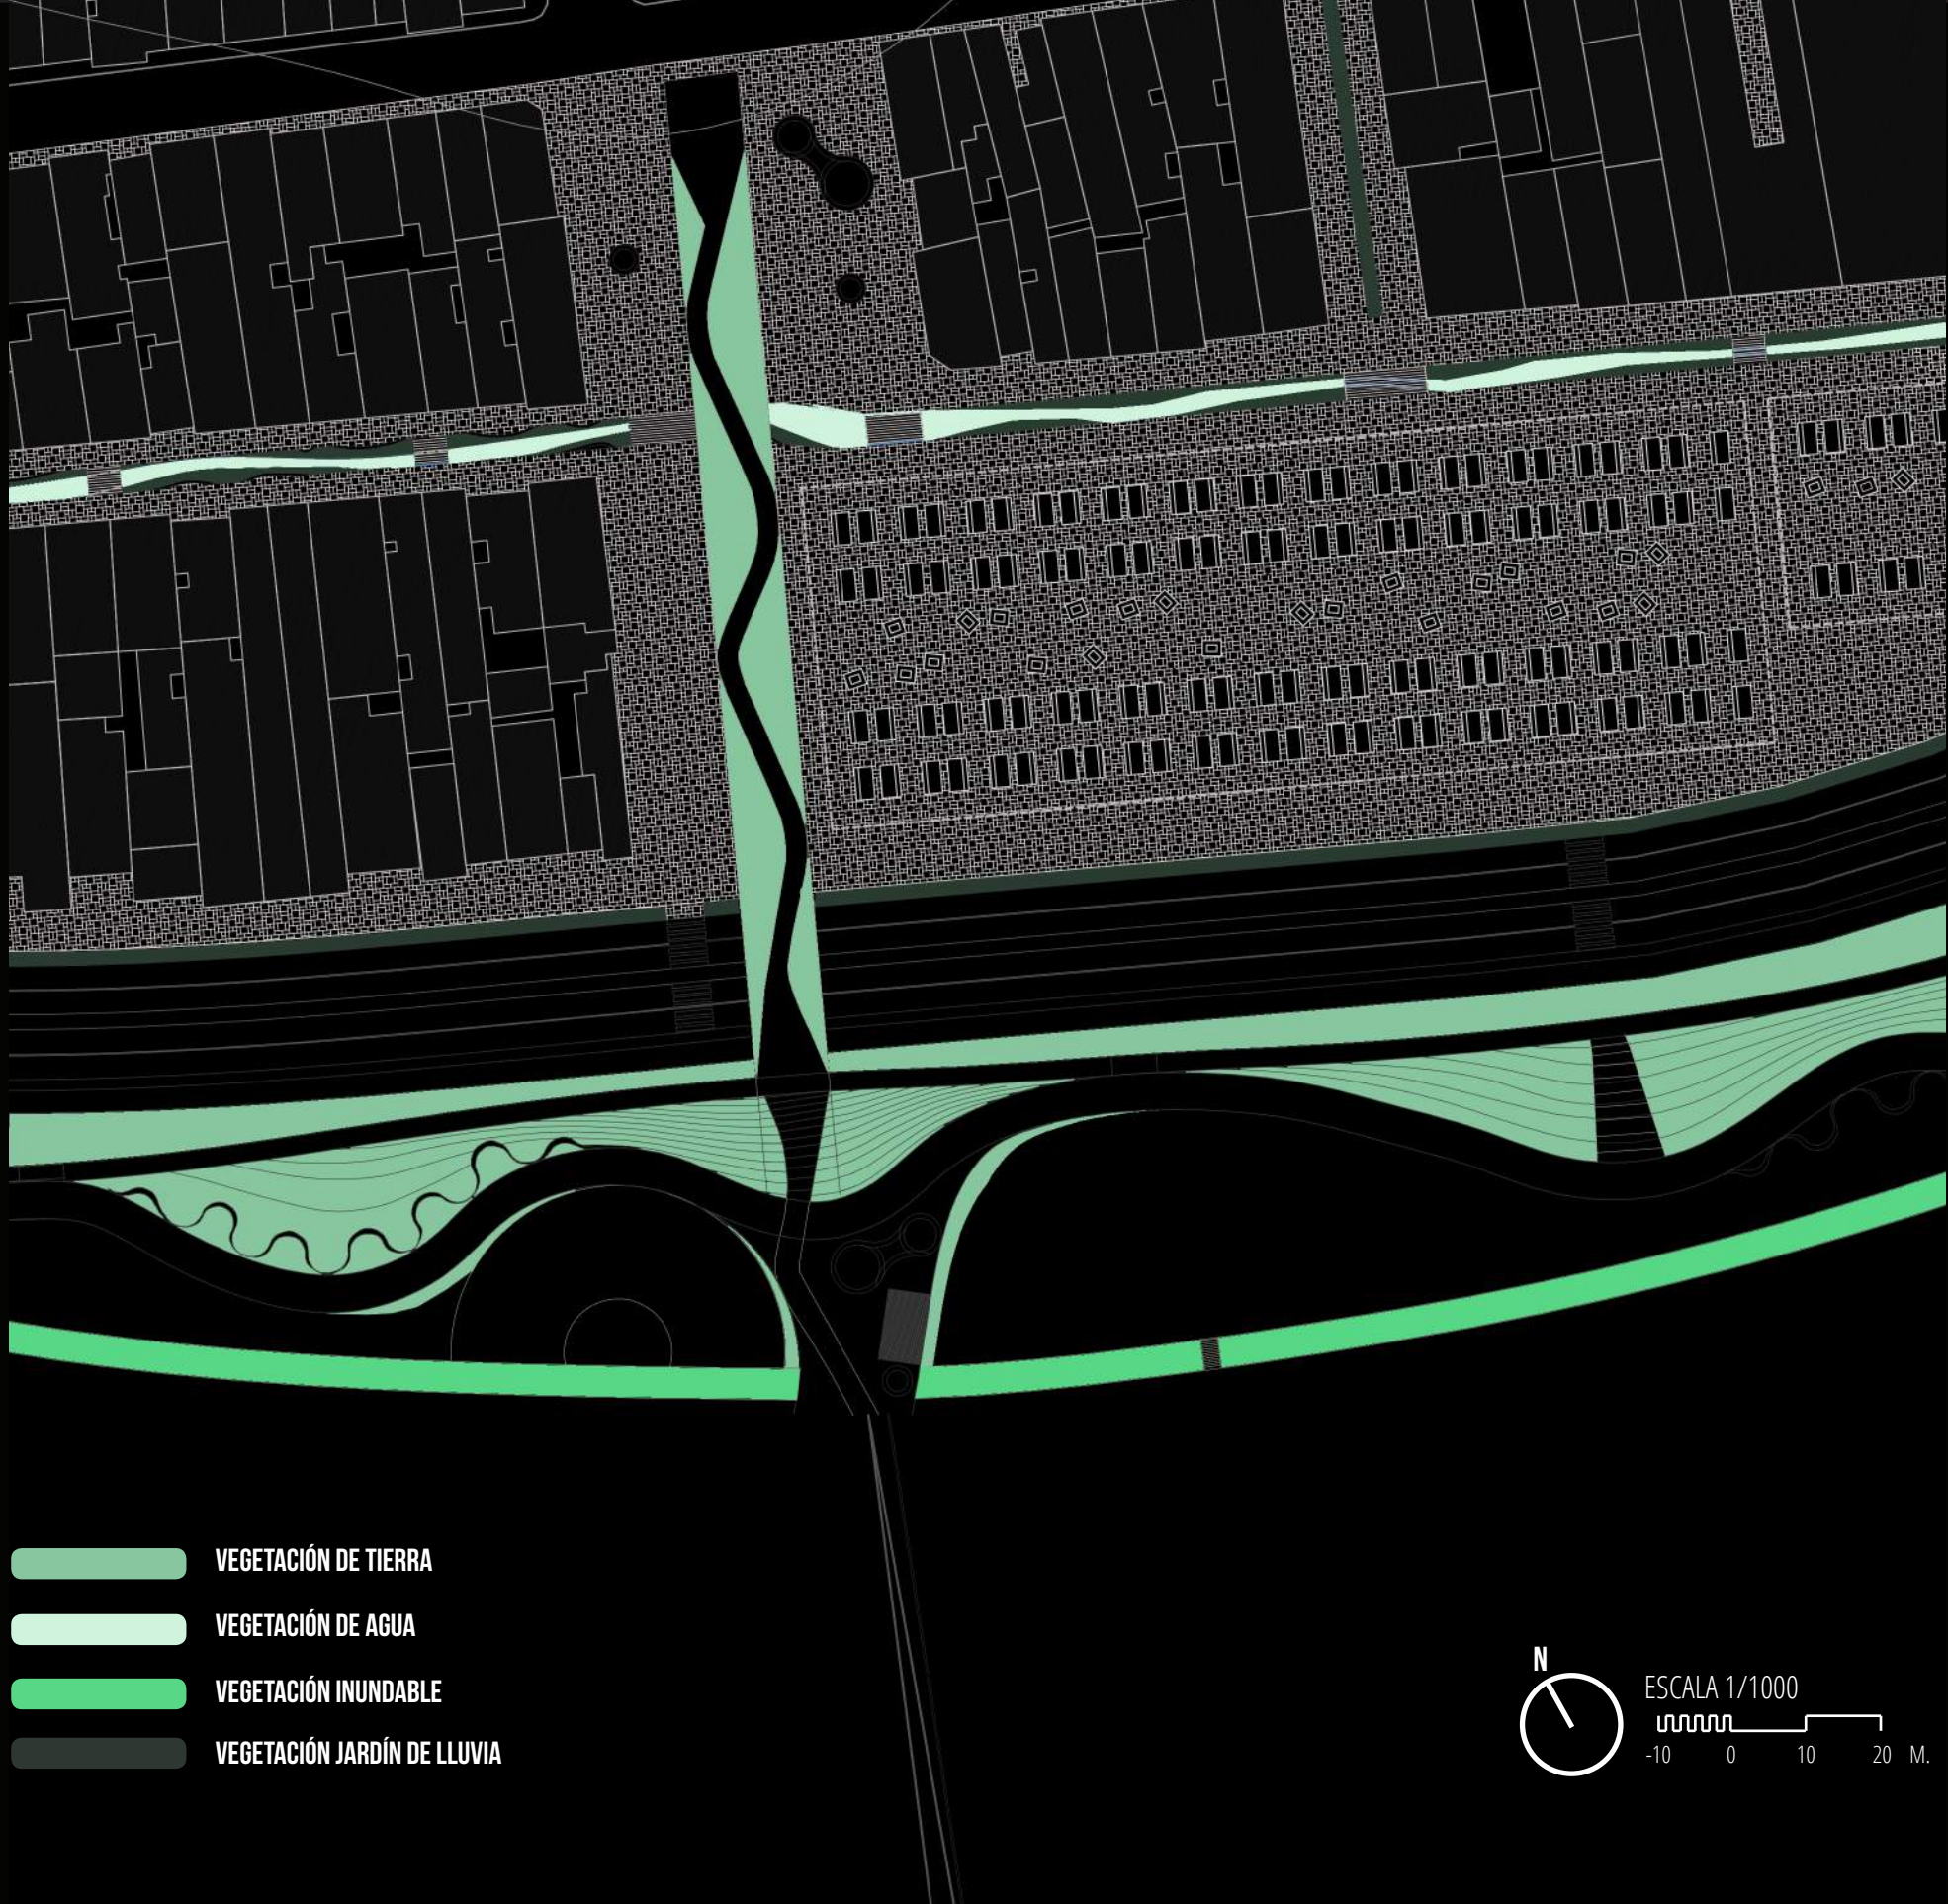 VEGETACIÓN DE TIERRA
VEGETACIÓN DE AGUA
VEGETACIÓN INUNDABLE
VEGETACIÓN JARDÍN DE LLUVIA
N
ESCALA 1/1000
-10 0 10 20 M.